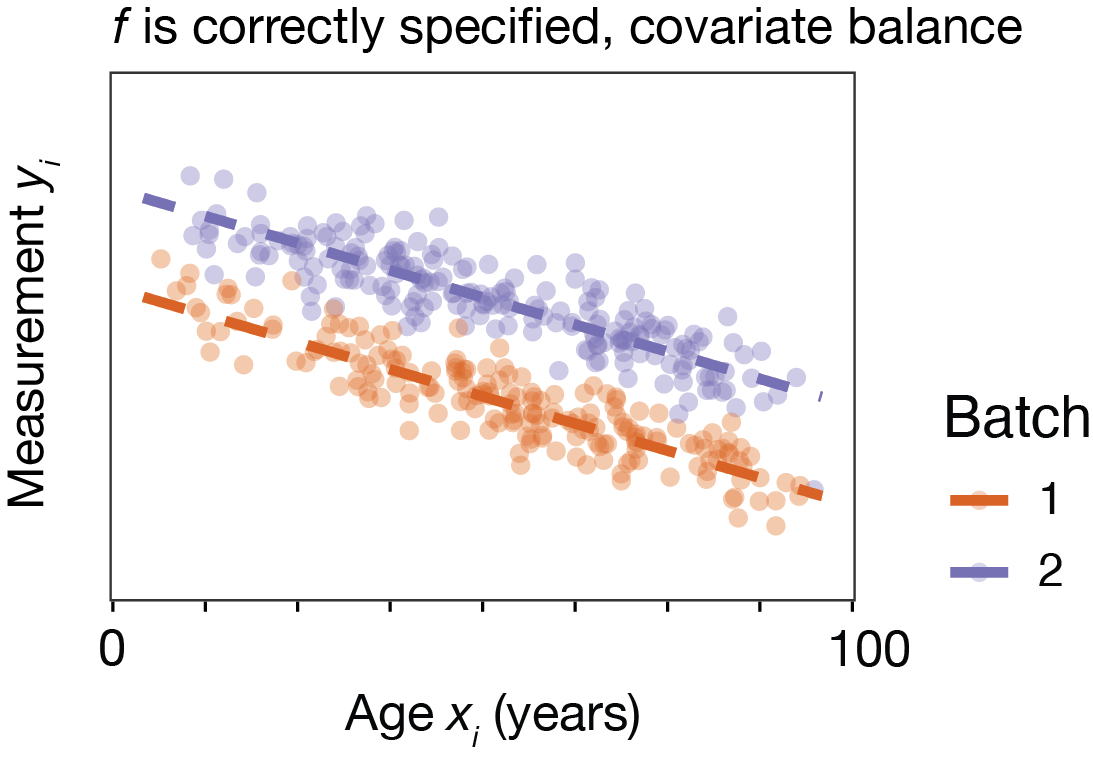 f is correctly specified, covariate balance
Measurement yi
Batch
1
2
0
100
Age xi (years)